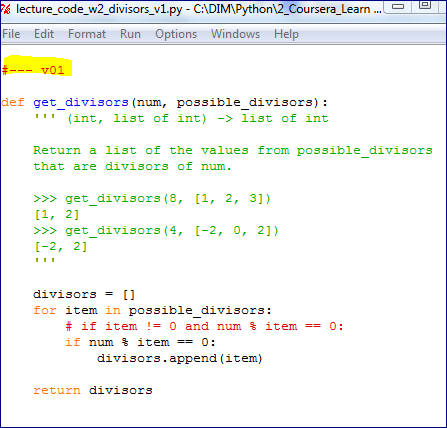 lecture_code_w2_divisors_v1.py - C:\DIM\Python\2_Coursera_Learn ...
File Edit Format Run Options Windows Help
#--- v01
def get_divisors(num, possible_divisors):
    ''' (int, list of int) -> list of int
    Return a list of the values from possible_divisors
    that are divisors of num.
    >>> get_divisors(8, [1, 2, 3])
    [1, 2]
    >>> get_divisors(4, [-2, 0, 2])
    [-2, 2]
    '''
    divisors = []
    for item in possible_divisors:
        # if item != 0 and num % item == 0:
        if num % item == 0:
            divisors.append(item)
    return divisors